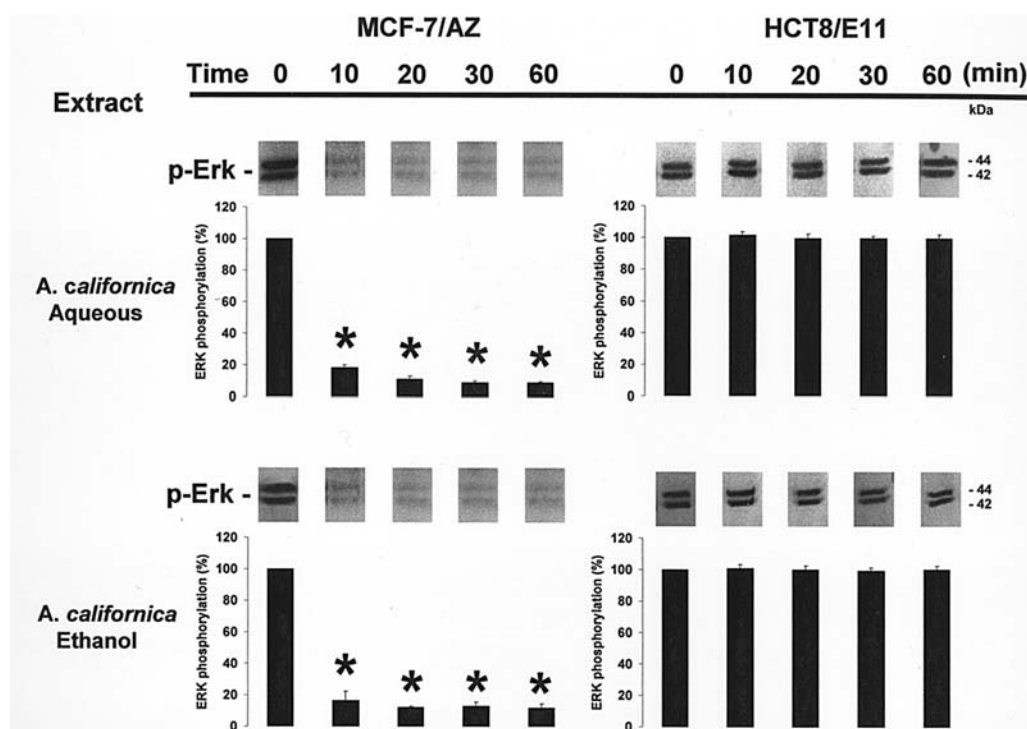 MCF-7/AZ HCT8/E11
Time 0 10 20 30 60 0 10 20 30 60 (min)
Extract
kDa
p-Erk -
- 44
- 42
A. californica
Aqueous
ERK phosphorylation (%)
120
100
80
60
40
20
0
* * * *
ERK phosphorylation (%)
120
100
80
60
40
20
0
p-Erk -
- 44
- 42
A. californica
Ethanol
ERK phosphorylation (%)
120
100
80
60
40
20
0
* * * *
ERK phosphorylation (%)
120
100
80
60
40
20
0